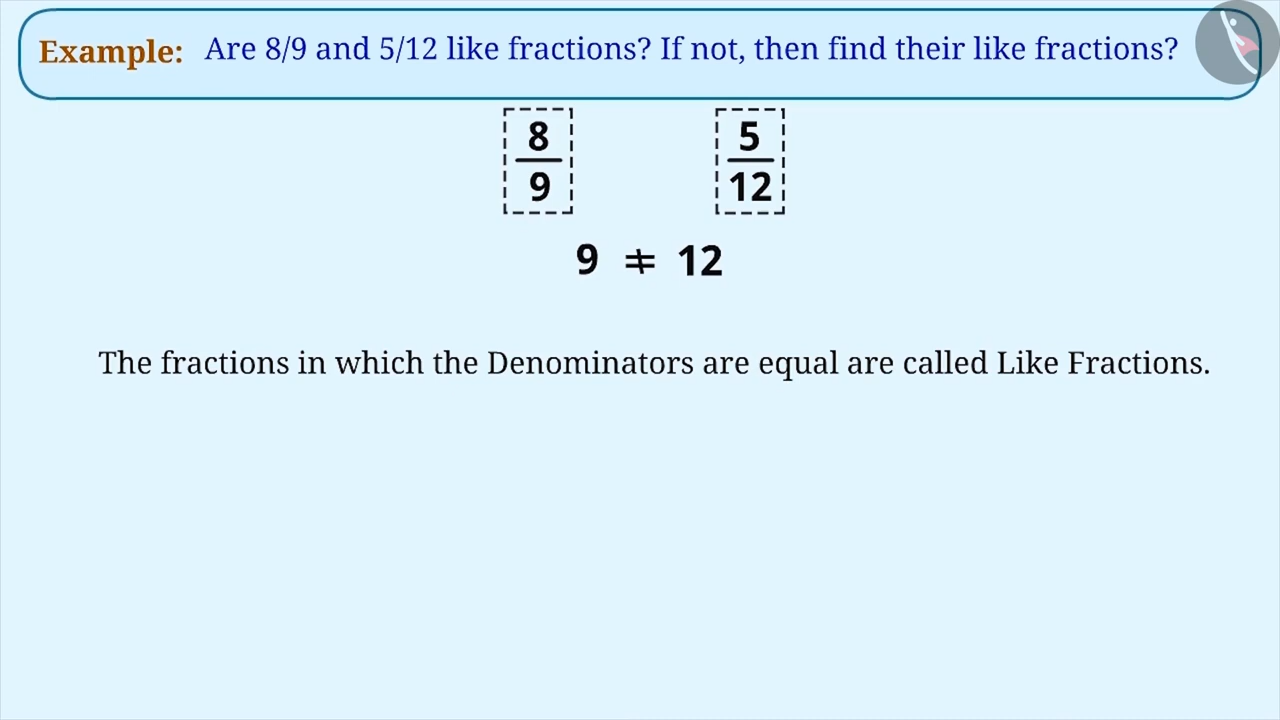 Example: Are 8/9 and 5/12 like fractions? If not, then find their like fractions?
8 5
9 12
9 ≠ 12
The fractions in which the Denominators are equal are called Like Fractions.